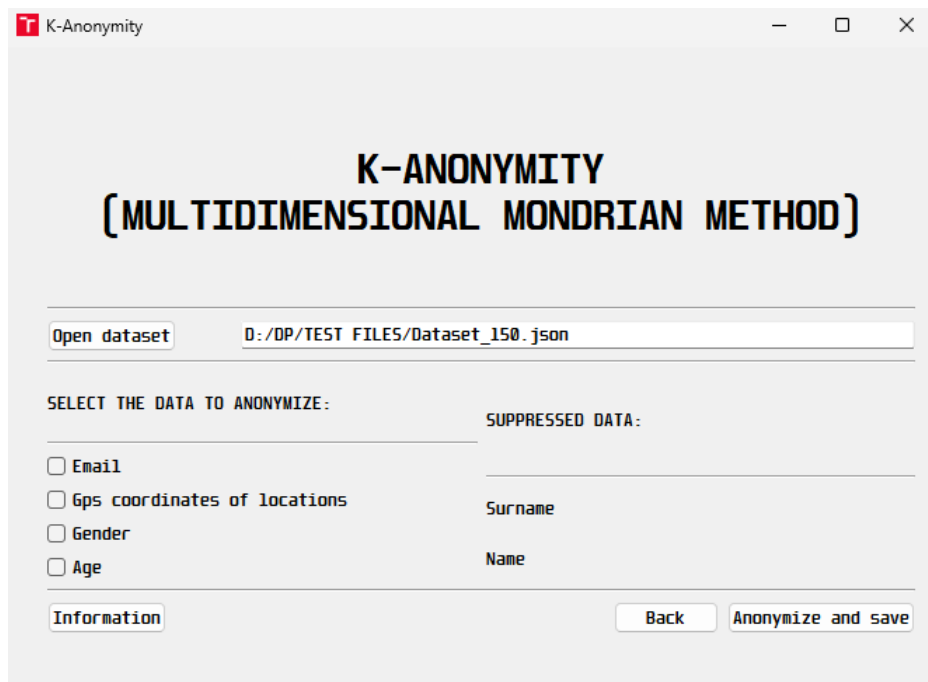 K-Anonymity
K-ANONYMITY
(MULTIDIMENSIONAL MONDRIAN METHOD)
Open dataset
D:/DP/TEST FILES/Dataset_150.json
SELECT THE DATA TO ANONYMIZE:
Email
Gps coordinates of locations
Gender
Age
SUPPRESSED DATA:
Surname
Name
Information
Back
Anonymize and save